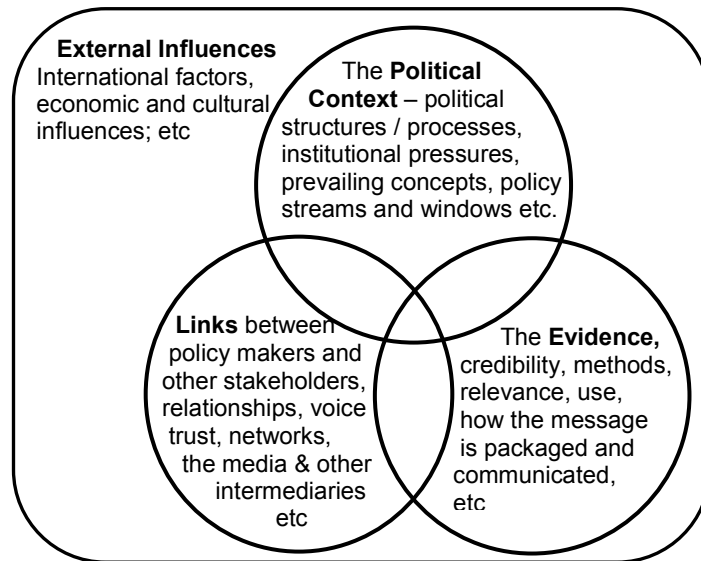 External Influences
International factors,
economic and cultural
influences; etc
The Political
Context – political
structures / processes,
institutional pressures,
prevailing concepts, policy
streams and windows etc.
Links between
policy makers and
other stakeholders,
relationships, voice
trust, networks,
the media & other
intermediaries
etc
The Evidence,
credibility, methods,
relevance, use,
how the message
is packaged and
communicated,
etc